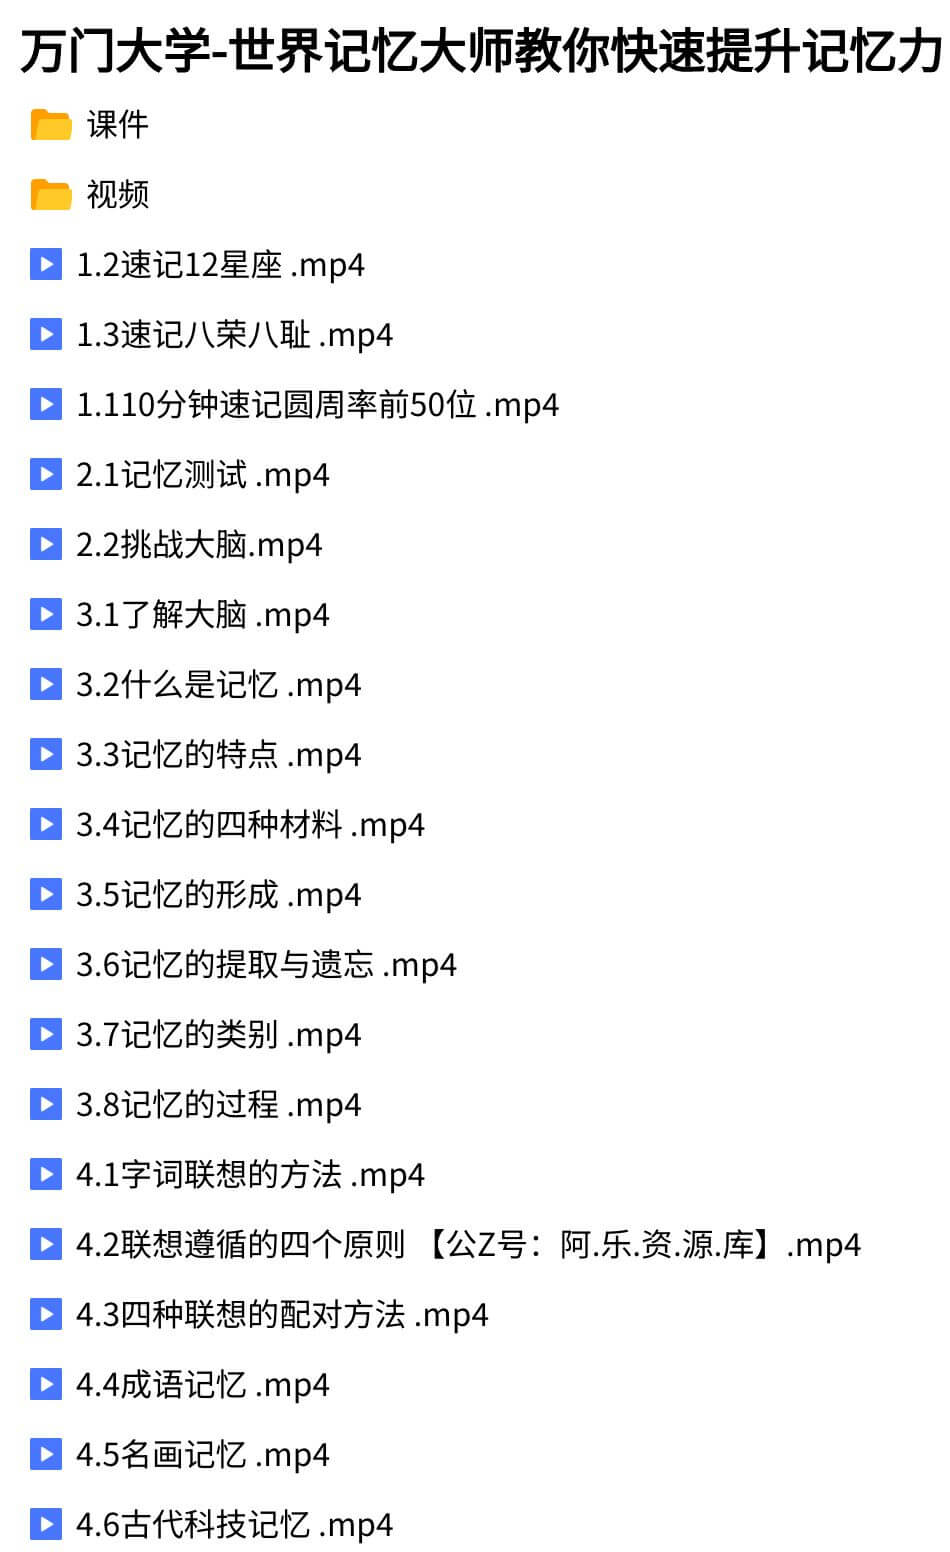 万门大学-世界记忆大师教你快速提升记忆力
课件
视频
1.2速记12星座 .mp4
1.3速记八荣八耻 .mp4
1.110分钟速记圆周率前50位 .mp4
2.1记忆测试 .mp4
2.2挑战大脑.mp4
3.1了解大脑 .mp4
3.2什么是记忆 .mp4
3.3记忆的特点 .mp4
3.4记忆的四种材料 .mp4
3.5记忆的形成 .mp4
3.6记忆的提取与遗忘 .mp4
3.7记忆的类别 .mp4
3.8记忆的过程 .mp4
4.1字词联想的方法 .mp4
4.2联想遵循的四个原则 【公Z号：阿.乐.资.源.库】.mp4
4.3四种联想的配对方法 .mp4
4.4成语记忆 .mp4
4.5名画记忆 .mp4
4.6古代科技记忆 .mp4